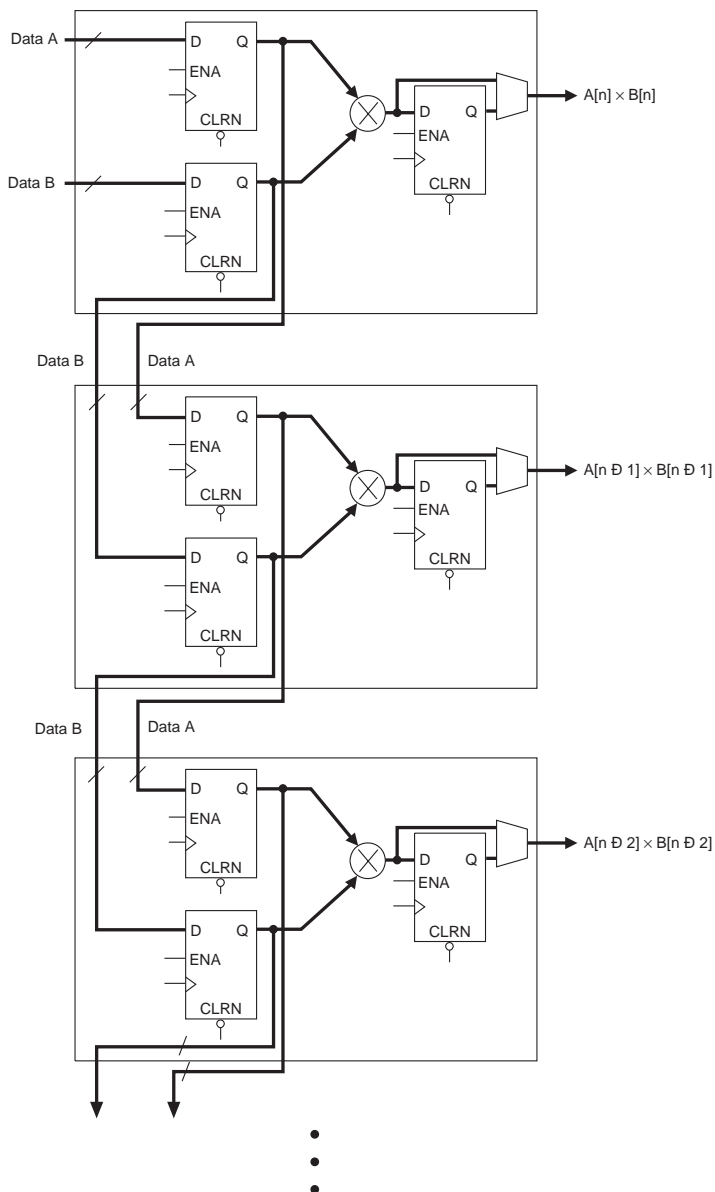 Data A
D Q
ENA
CLRN
A[n] × B[n]
D Q
ENA
CLRN
Data B
D Q
ENA
CLRN
Data B
Data A
D Q
ENA
CLRN
A[n Ð 1] × B[n Ð 1]
D Q
ENA
CLRN
D Q
ENA
CLRN
Data B
Data A
D Q
ENA
CLRN
A[n Ð 2] × B[n Ð 2]
D Q
ENA
CLRN
D Q
ENA
CLRN